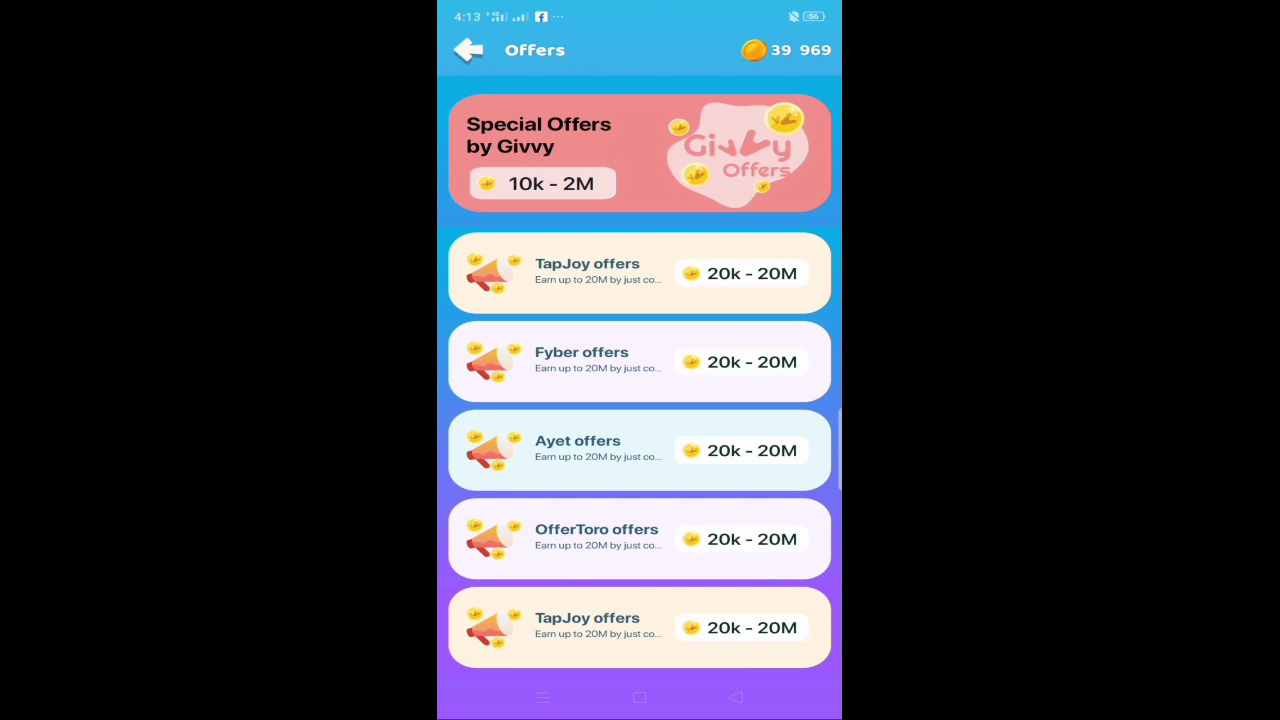 4:13 4G ...
56
Offers
39 969
Special Offers
by Givvy
10k - 2M
Givvy
Offers
TapJoy offers
Earn up to 20M by just co...
20k - 20M
Fyber offers
Earn up to 20M by just co...
20k - 20M
Ayet offers
Earn up to 20M by just co...
20k - 20M
OfferToro offers
Earn up to 20M by just co...
20k - 20M
TapJoy offers
Earn up to 20M by just co...
20k - 20M